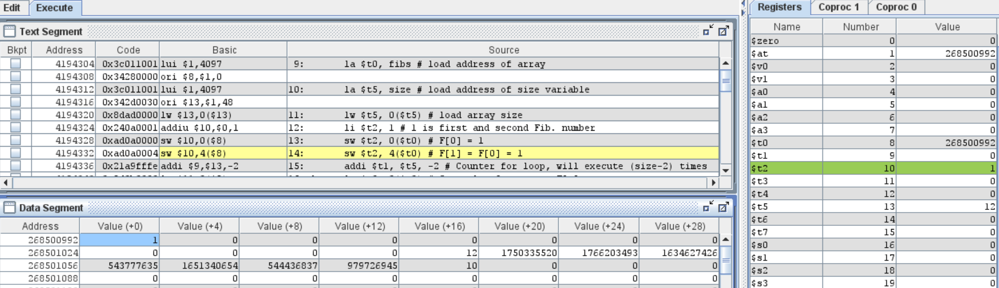 Edit Execute
Text Segment
Bkpt Address Code Basic Source
4194304 0x3c011001 lui $1,4097 9: la $t0, fibs # load address of array
4194308 0x34280000 ori $8,$1,0
4194312 0x3c011001 lui $1,4097 10: la $t5, size # load address of size variable
4194316 0x342d0030 ori $13,$1,48
4194320 0x8dad0000 lw $13,0($13) 11: lw $t5, 0($t5) # load array size
4194324 0x240a0001 addiu $10,$0,1 12: li $t2, 1 # 1 is first and second Fib. number
4194328 0xad0a0000 sw $10,0($8) 13: sw $t2, 0($t0) # F[0] = 1
4194332 0xad0a0004 sw $10,4($8) 14: sw $t2, 4($t0) # F[1] = F[0] = 1
4194336 0x21a9fffe addi $9,$13,-2 15: addi $t1, $t5, -2 # Counter for loop, will execute (size-2) times
Data Segment
Address Value (+0) Value (+4) Value (+8) Value (+12) Value (+16) Value (+20) Value (+24) Value (+28)
268500992 1 0 0 0 0 0 0 0
268501024 0 0 0 0 12 1750335520 1766203493 1634627426
268501056 543777635 1651340654 544436837 979726945 10 0 0 0
268501088 0 0 0 0 0 0 0 0
Registers Coproc 1 Coproc 0
Name Number Value
$zero 0 0
$at 1 268500992
$v0 2 0
$v1 3 0
$a0 4 0
$a1 5 0
$a2 6 0
$a3 7 0
$t0 8 268500992
$t1 9 0
$t2 10 1
$t3 11 0
$t4 12 0
$t5 13 12
$t6 14 0
$t7 15 0
$s0 16 0
$s1 17 0
$s2 18 0
$s3 19 0